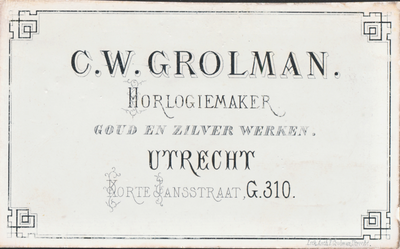 C.W. GROLMAN.
HORLOGIEMAKER
GOUD EN ZILVER WERKEN.
UTRECHT
KORTE JANSSTRAAT, G.310.